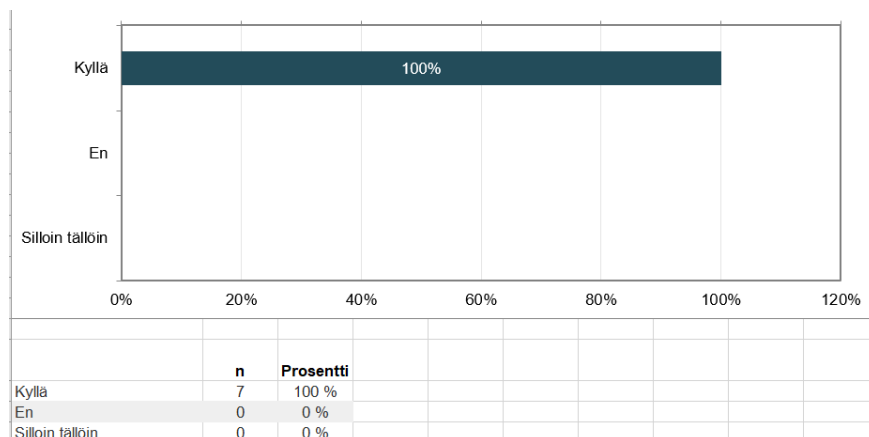 Kyllä
100%
En
Silloin tällöin
0% 20% 40% 60% 80% 100% 120%
n Prosentti
Kyllä 7 100 %
En 0 0 %
Silloin tällöin 0 0 %